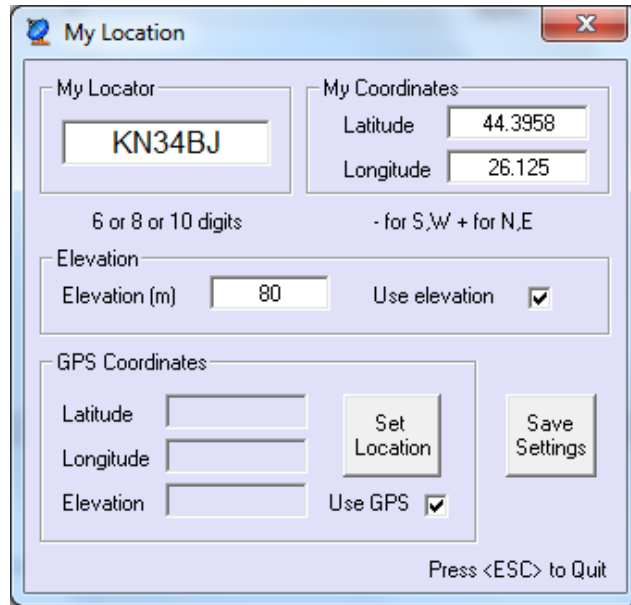 My Location
My Locator
KN34BJ
6 or 8 or 10 digits
My Coordinates
Latitude 44.3958
Longitude 26.125
- for S,W + for N,E
Elevation
Elevation (m) 80 Use elevation
GPS Coordinates
Latitude
Longitude
Elevation
Set
Location
Use GPS
Save
Settings
Press <ESC> to Quit